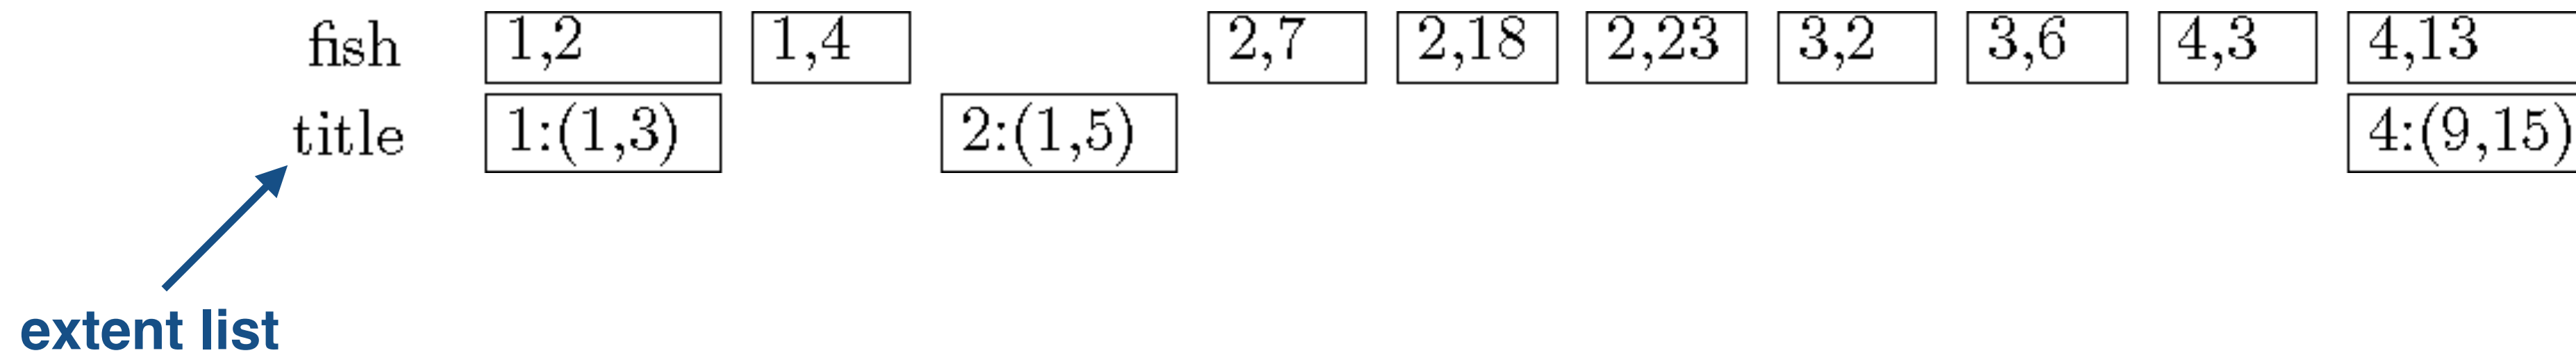 fish 1,2 1,4 2,7 2,18 2,23 3,2 3,6 4,3 4,13
title 1:(1,3) 2:(1,5) 4:(9,15)
extent list